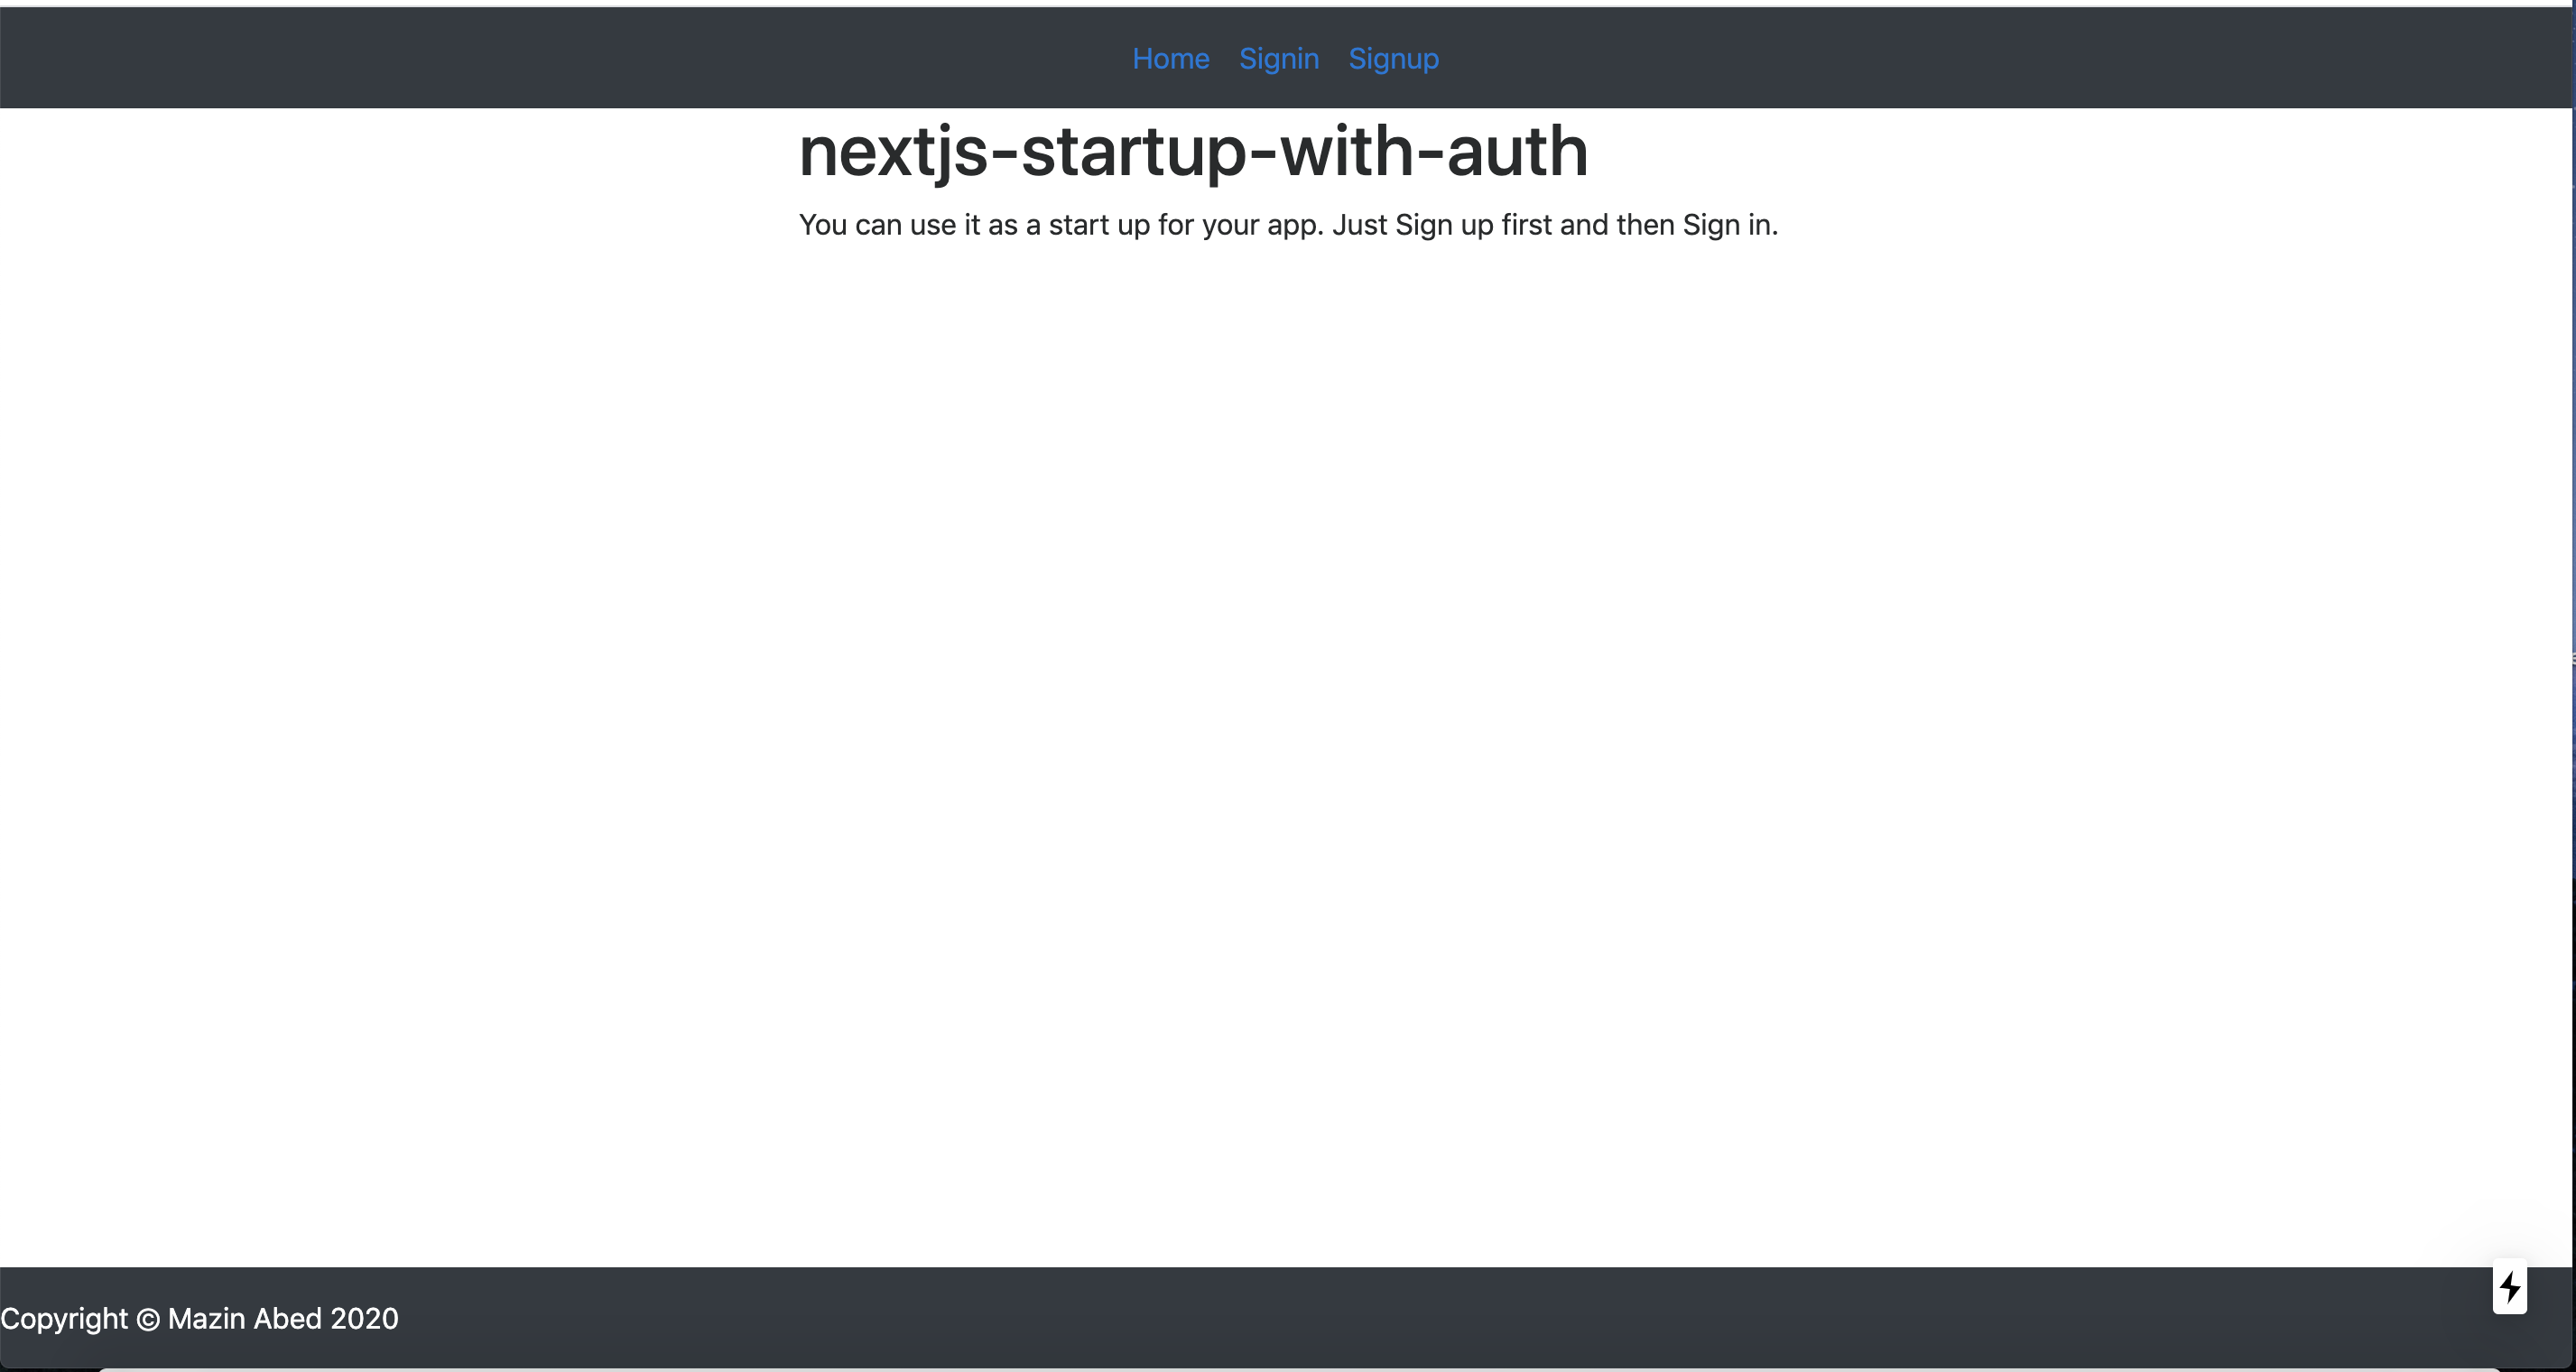 Home Signin Signup
nextjs-startup-with-auth
You can use it as a start up for your app. Just Sign up first and then Sign in.
Copyright © Mazin Abed 2020